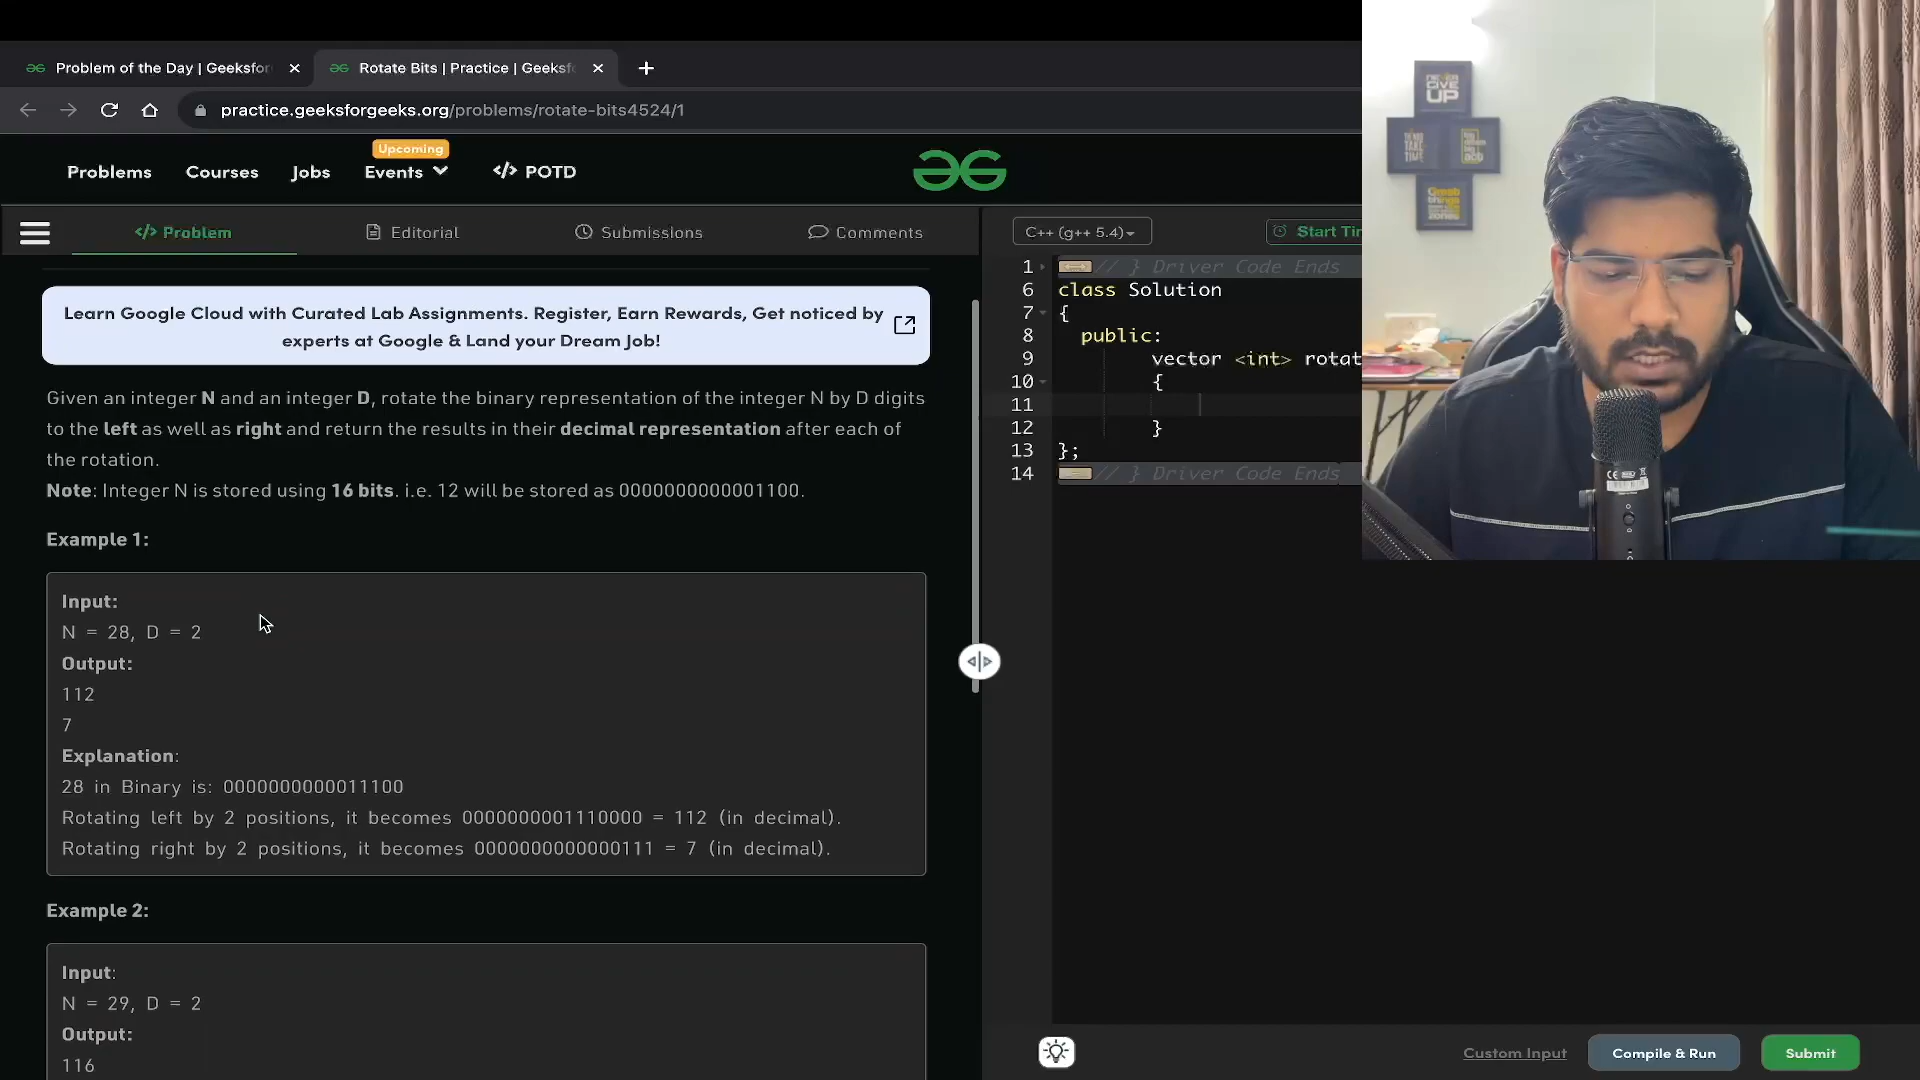 Problem of the Day | Geeksfor
Rotate Bits | Practice | Geeksf
practice.geeksforgeeks.org/problems/rotate-bits4524/1
Problems
Courses
Jobs
Upcoming
Events
</> POTD
</> Problem
Editorial
Submissions
Comments
C++ (g++ 5.4)
Start Tim
Learn Google Cloud with Curated Lab Assignments. Register, Earn Rewards, Get noticed by
experts at Google & Land your Dream Job!
Given an integer N and an integer D, rotate the binary representation of the integer N by D digits
to the left as well as right and return the results in their decimal representation after each of
the rotation.
Note: Integer N is stored using 16 bits. i.e. 12 will be stored as 0000000000001100.
Example 1:
Input:
N = 28, D = 2
Output:
112
7
Explanation:
28 in Binary is: 0000000000011100
Rotating left by 2 positions, it becomes 0000000001110000 = 112 (in decimal).
Rotating right by 2 positions, it becomes 0000000000000111 = 7 (in decimal).
Example 2:
Input:
N = 29, D = 2
Output:
116
1 // } Driver Code Ends
6 class Solution
7 {
8 public:
9 vector <int> rotat
10 {
11
12 }
13 };
14 // } Driver Code Ends
Custom Input
Compile & Run
Submit
NEVER
GIVE
UP